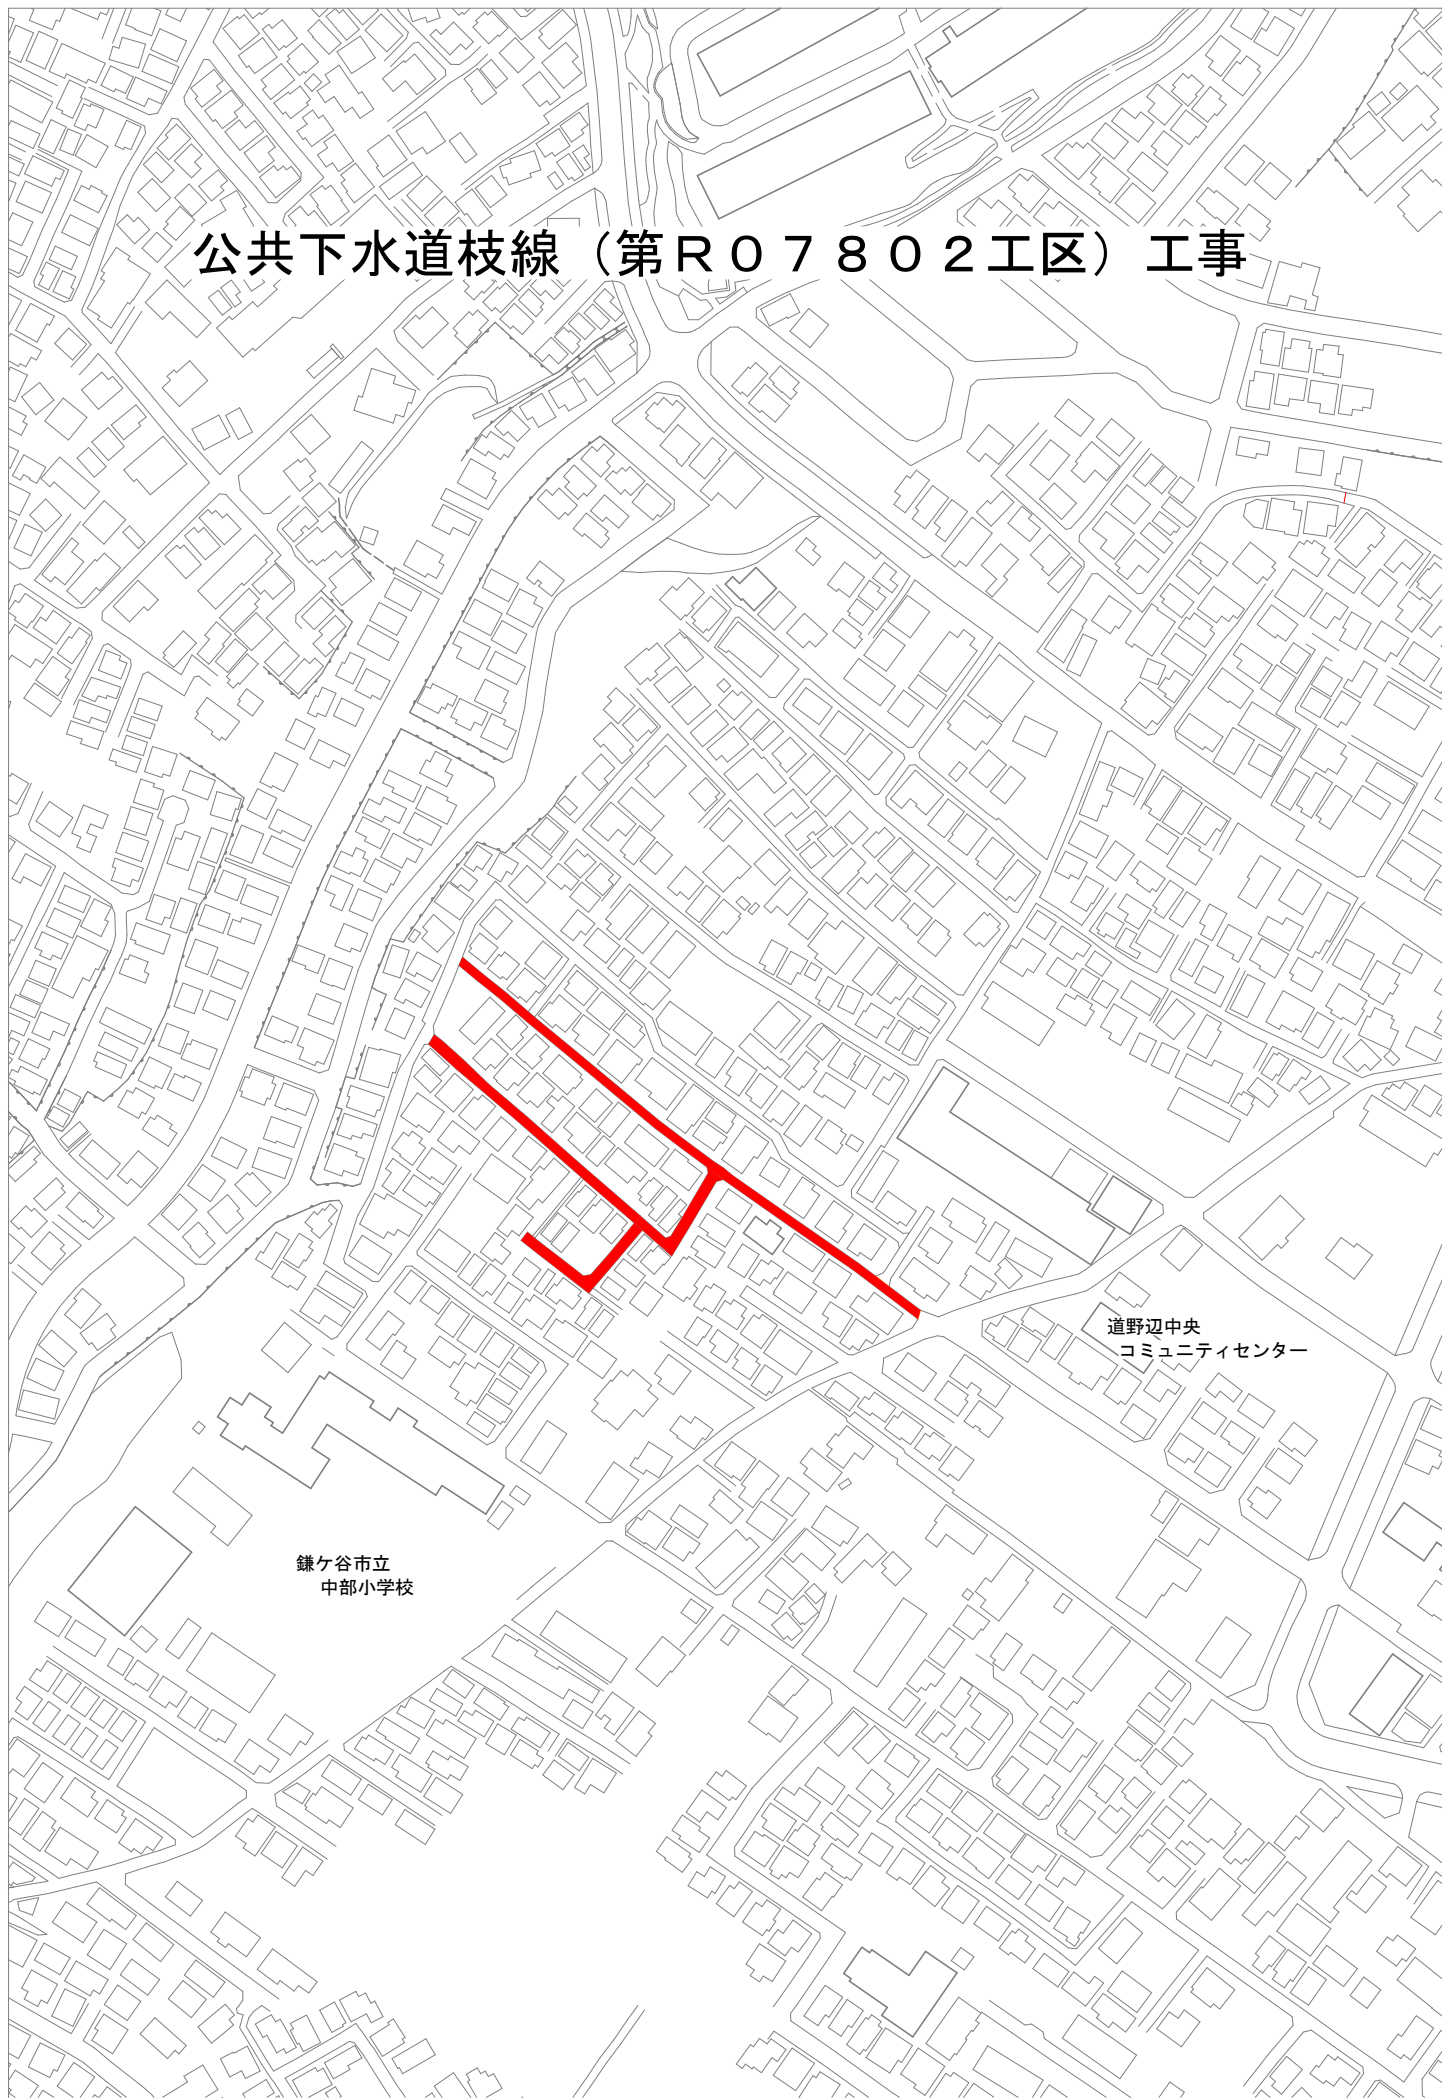 公共下水道枝線（第Ｒ０７８０２工区）工事
道野辺中央
コミュニティセンター
鎌ケ谷市立
中部小学校